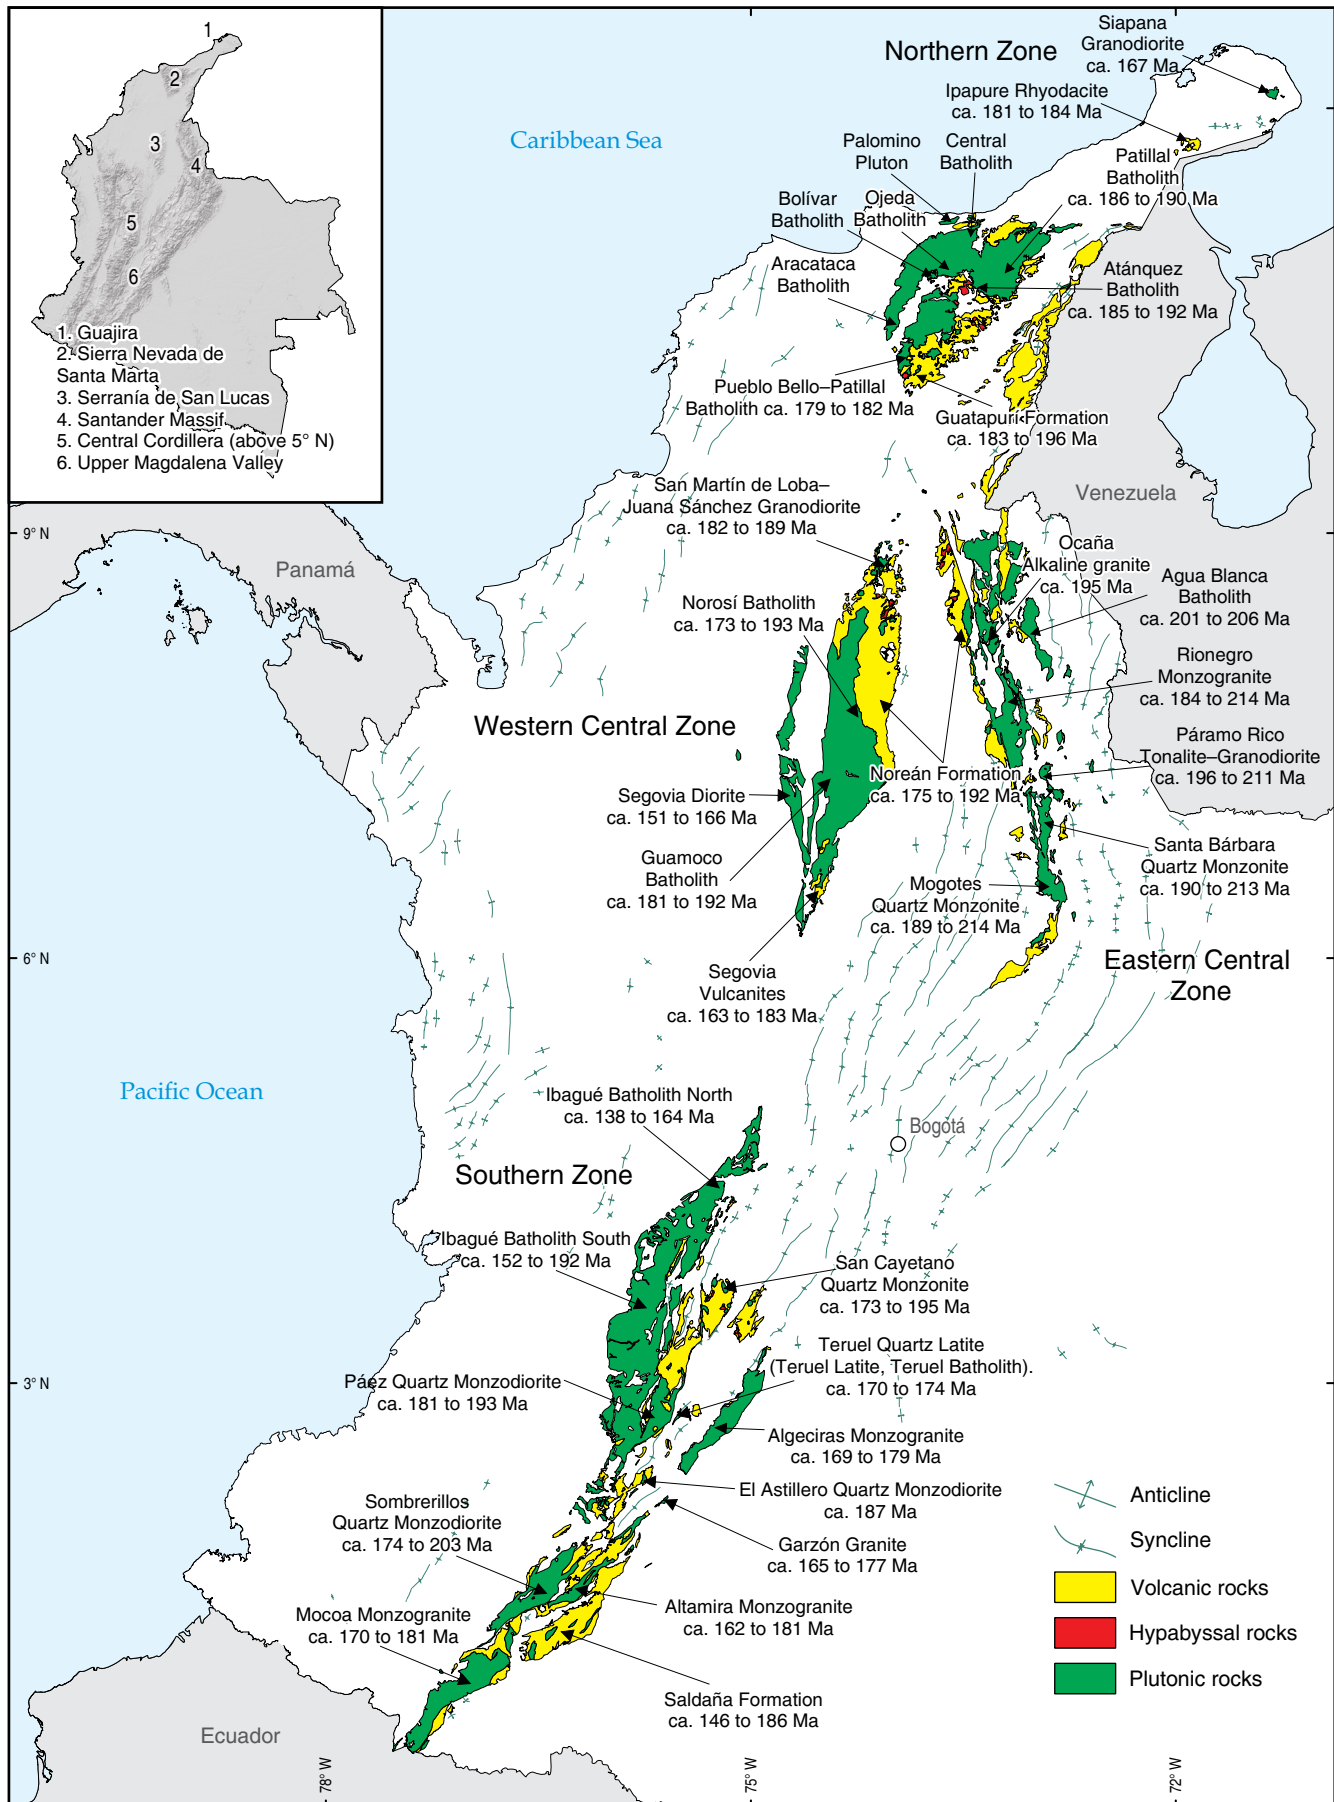 1
2
3
4
5
6
1. Guajira
2. Sierra Nevada de
Santa Marta
3. Serranía de San Lucas
4. Santander Massif
5. Central Cordillera (above 5° N)
6. Upper Magdalena Valley
Caribbean Sea
Northern Zone
Siapana
Granodiorite
ca. 167 Ma
Ipapure Rhyodacite
ca. 181 to 184 Ma
Palomino
Pluton
Central
Batholith
Patillal
Batholith
ca. 186 to 190 Ma
Bolívar
Batholith
Ojeda
Batholith
Aracataca
Batholith
Atánquez
Batholith
ca. 185 to 192 Ma
Pueblo Bello–Patillal
Batholith ca. 179 to 182 Ma
Guatapurí Formation
ca. 183 to 196 Ma
San Martín de Loba–
Juana Sánchez Granodiorite
ca. 182 to 189 Ma
Venezuela
9° N
Panamá
Ocaña
Alkaline granite
ca. 195 Ma
Agua Blanca
Batholith
ca. 201 to 206 Ma
Norosí Batholith
ca. 173 to 193 Ma
Rionegro
Monzogranite
ca. 184 to 214 Ma
Western Central Zone
Páramo Rico
Tonalite–Granodiorite
ca. 196 to 211 Ma
Noreán Formation
ca. 175 to 192 Ma
Segovia Diorite
ca. 151 to 166 Ma
Guamoco
Batholith
ca. 181 to 192 Ma
Santa Bárbara
Quartz Monzonite
ca. 190 to 213 Ma
Mogotes
Quartz Monzonite
ca. 189 to 214 Ma
6° N
Eastern Central
Zone
Segovia
Vulcanites
ca. 163 to 183 Ma
Pacific Ocean
Ibagué Batholith North
ca. 138 to 164 Ma
Bogotá
Southern Zone
Ibagué Batholith South
ca. 152 to 192 Ma
San Cayetano
Quartz Monzonite
ca. 173 to 195 Ma
Teruel Quartz Latite
(Teruel Latite, Teruel Batholith).
ca. 170 to 174 Ma
3° N
Páez Quartz Monzodiorite
ca. 181 to 193 Ma
Algeciras Monzogranite
ca. 169 to 179 Ma
El Astillero Quartz Monzodiorite
ca. 187 Ma
Sombrerillos
Quartz Monzodiorite
ca. 174 to 203 Ma
Garzón Granite
ca. 165 to 177 Ma
Mocoa Monzogranite
ca. 170 to 181 Ma
Altamira Monzogranite
ca. 162 to 181 Ma
Saldaña Formation
ca. 146 to 186 Ma
Ecuador
Anticline
Syncline
Volcanic rocks
Hypabyssal rocks
Plutonic rocks
78° W
75° W
72° W